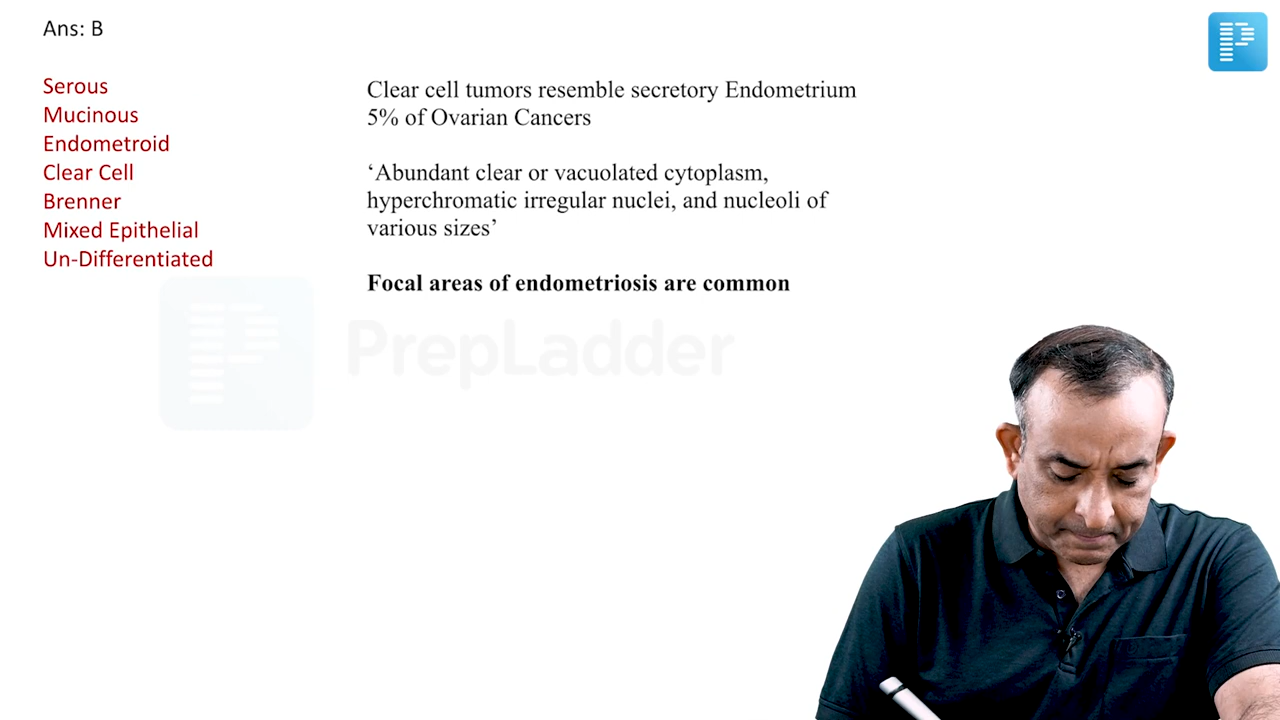 Ans: B
Serous
Mucinous
Endometroid
Clear Cell
Brenner
Mixed Epithelial
Un-Differentiated
Clear cell tumors resemble secretory Endometrium
5% of Ovarian Cancers
‘Abundant clear or vacuolated cytoplasm,
hyperchromatic irregular nuclei, and nucleoli of
various sizes’
Focal areas of endometriosis are common
PrepLadder